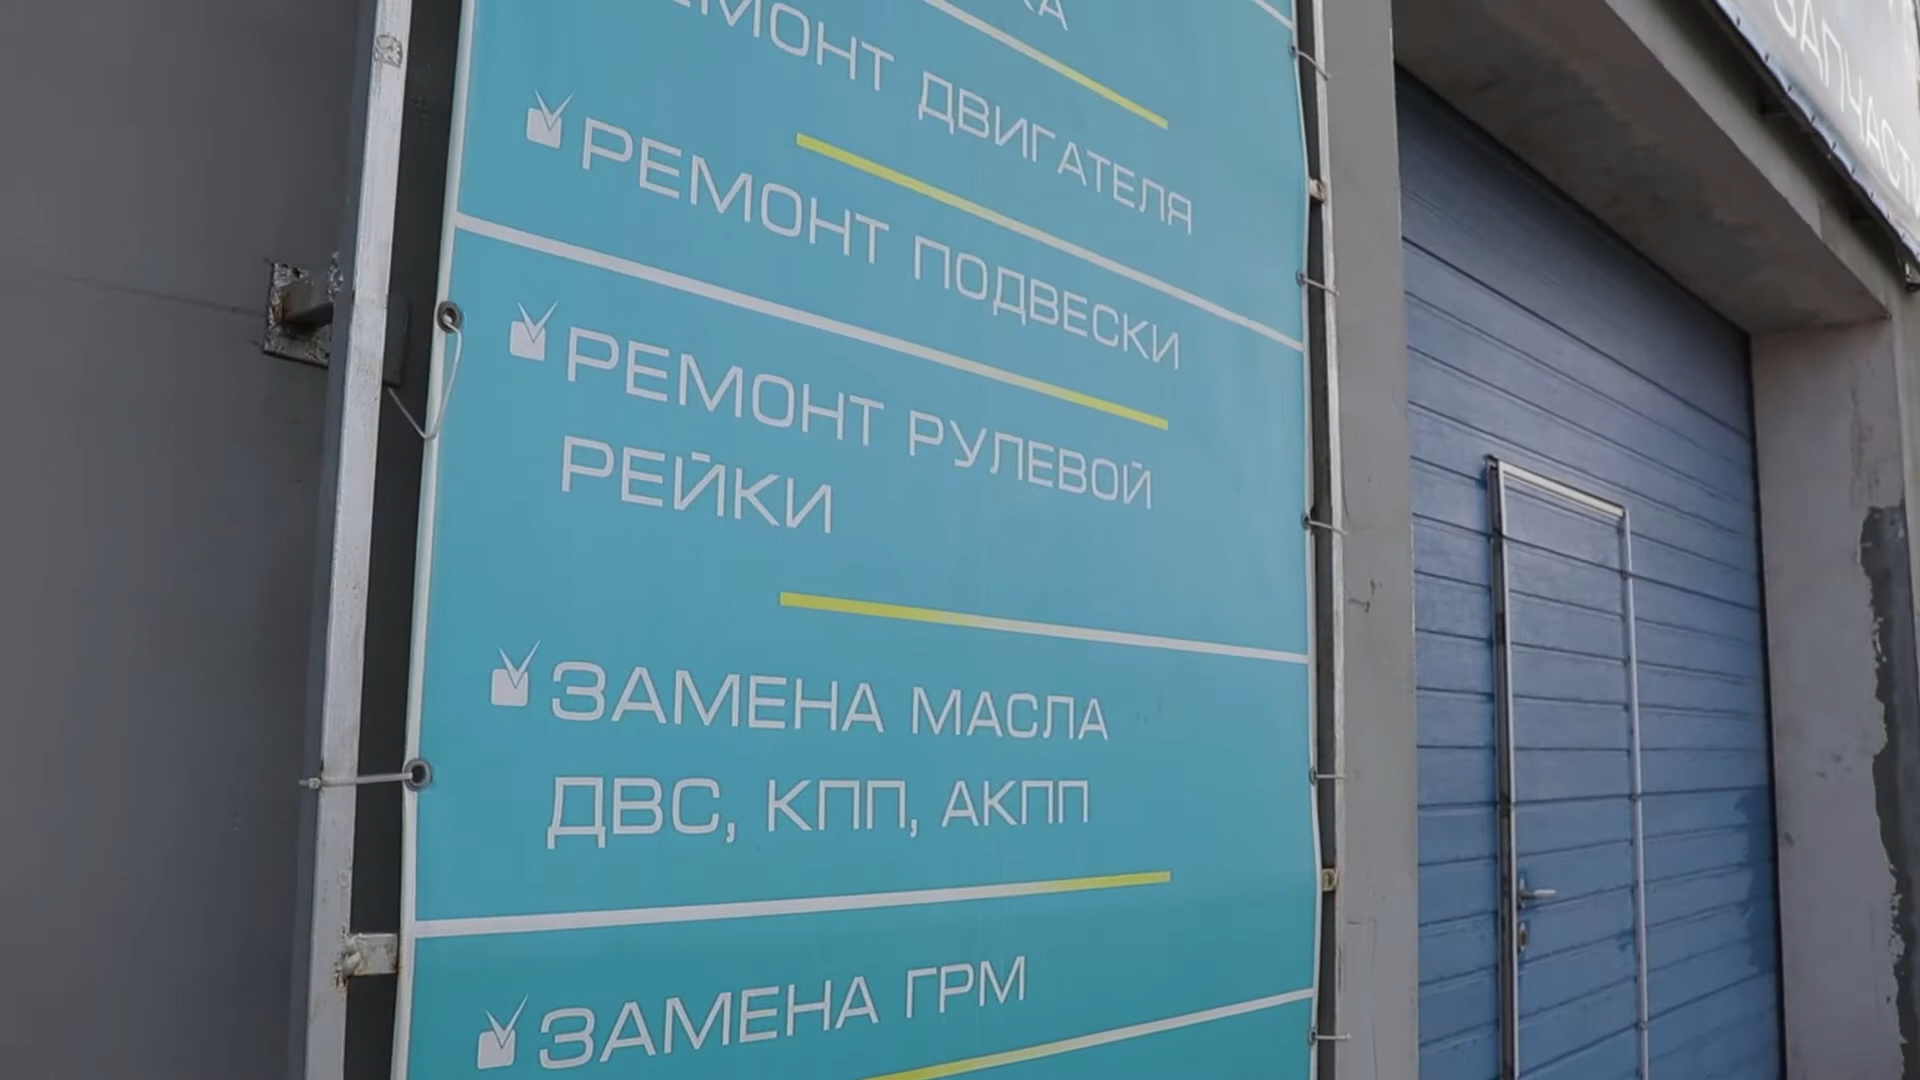 РЕМОНТ ДВИГАТЕЛЯ
РЕМОНТ ПОДВЕСКИ
РЕМОНТ РУЛЕВОЙ
РЕЙКИ
ЗАМЕНА МАСЛА
ДВС, КПП, АКПП
ЗАМЕНА ГРМ